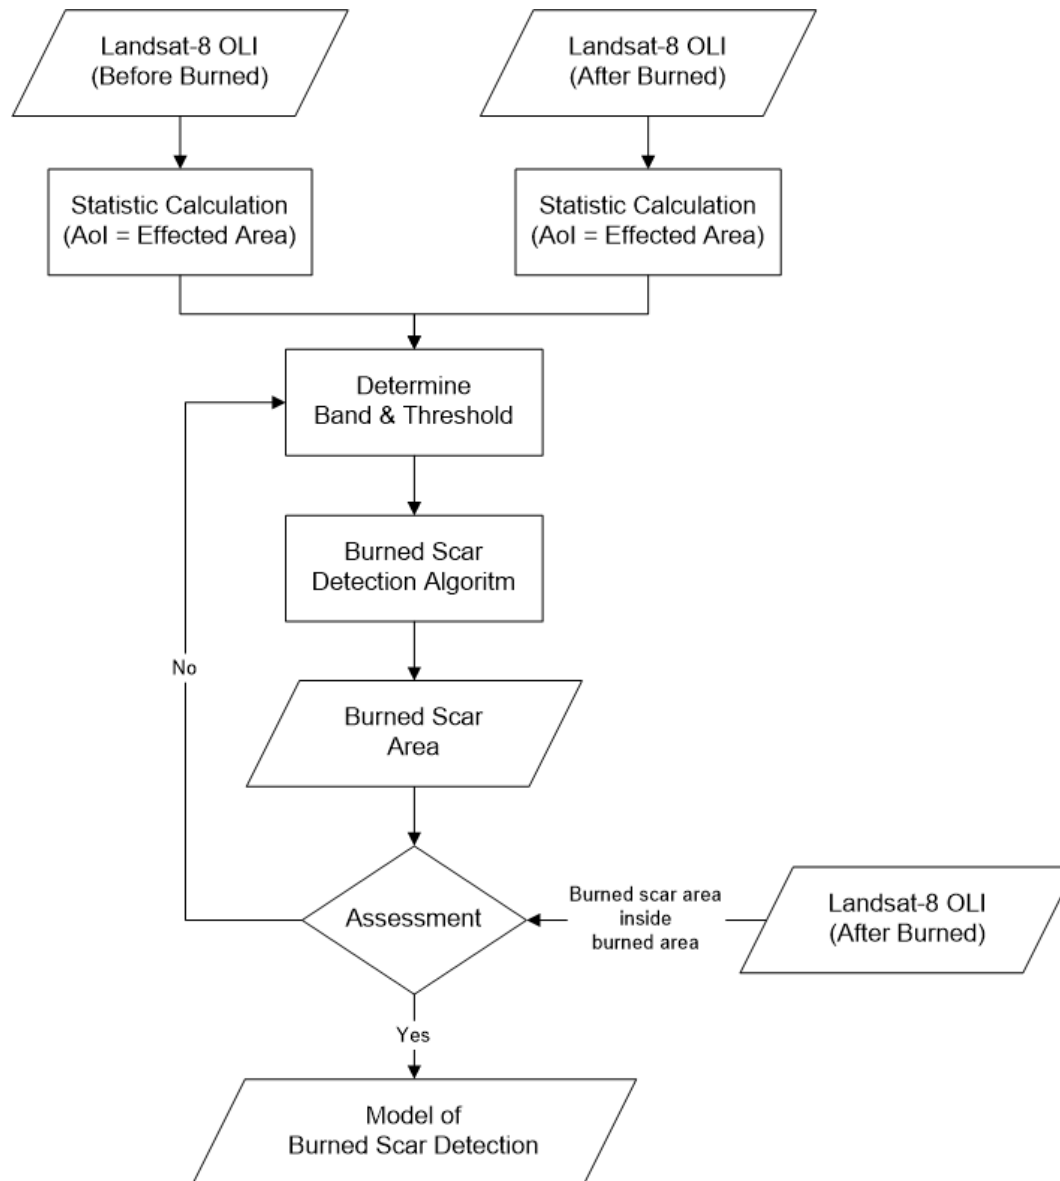 Landsat-8 OLI
(Before Burned)
Landsat-8 OLI
(After Burned)
Statistic Calculation
(AoI = Effected Area)
Statistic Calculation
(AoI = Effected Area)
Determine
Band & Threshold
Burned Scar
Detection Algoritm
No
Burned Scar
Area
Assessment
Burned scar area
inside
burned area
Landsat-8 OLI
(After Burned)
Yes
Model of
Burned Scar Detection